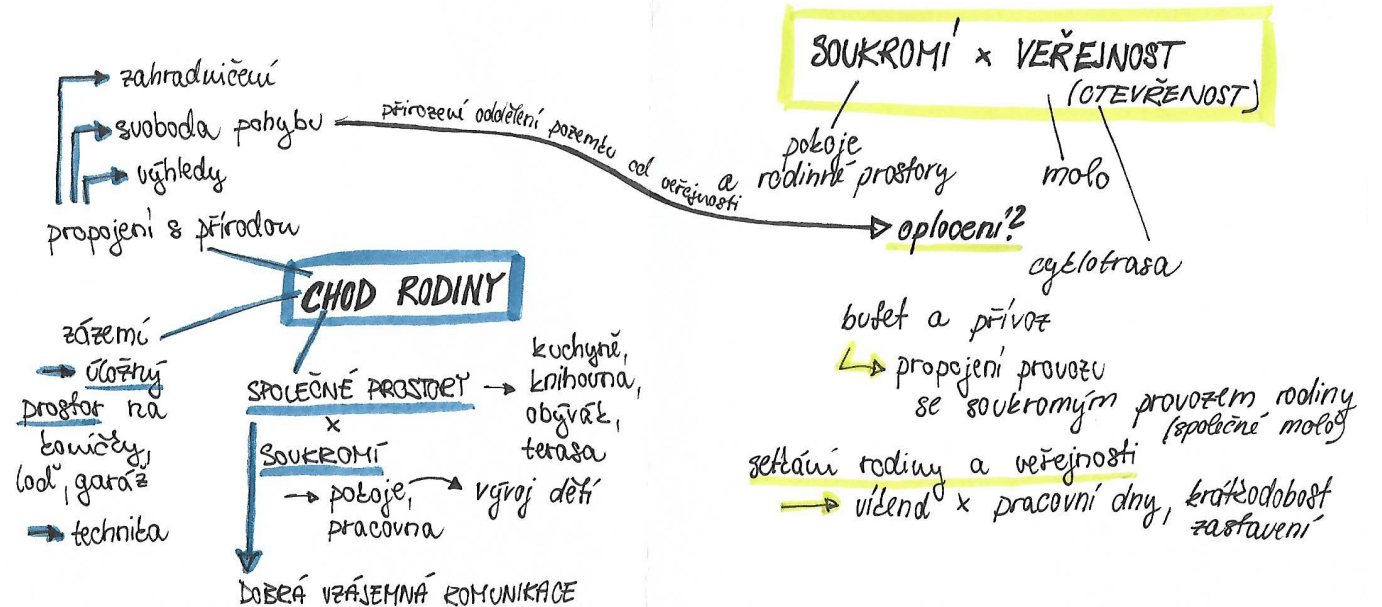 zahradničení
svoboda pohybu
výhledy
propojení s přírodou
CHOD RODINY
zázemí
úložný
prostor na
koníčky,
loď, garáž
technika
SPOLEČNÉ PROSTORY
kuchyně,
knihovna,
obývák,
terasa
×
SOUKROMÍ
pokoje,
pracovna
vývoj dětí
DOBRÁ VZÁJEMNÁ KOMUNIKACE
přirození oddělení pozemku od veřejnosti
SOUKROMÍ × VEŘEJNOST
(OTEVŘENOST)
pokoje
a rodinné prostory
molo
oplocení!?
cyklotrasa
bufet a přívoz
propojení provozu
se soukromým provozem rodiny
(společné molo)
setkání rodiny a veřejnosti
víkend × pracovní dny, krátkodobost
zastavení